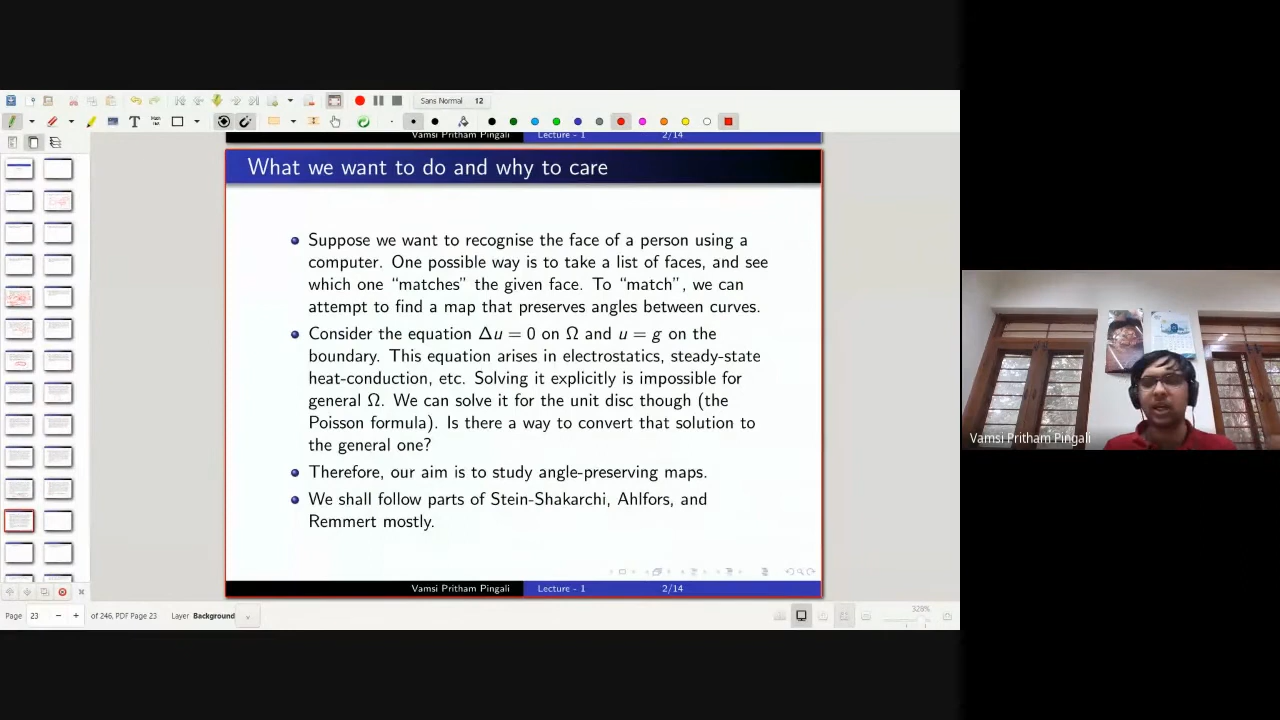 Sans Normal 12
Vamsi Pritham Pingali Lecture - 1 2/14
What we want to do and why to care
Suppose we want to recognise the face of a person using a
computer. One possible way is to take a list of faces, and see
which one “matches” the given face. To “match”, we can
attempt to find a map that preserves angles between curves.
Consider the equation Δu = 0 on Ω and u = g on the
boundary. This equation arises in electrostatics, steady-state
heat-conduction, etc. Solving it explicitly is impossible for
general Ω. We can solve it for the unit disc though (the
Poisson formula). Is there a way to convert that solution to
the general one?
Therefore, our aim is to study angle-preserving maps.
We shall follow parts of Stein-Shakarchi, Ahlfors, and
Remmert mostly.
Vamsi Pritham Pingali Lecture - 1 2/14
Page 23 of 246, PDF Page 23 Layer Background
328%
Vamsi Pritham Pingali